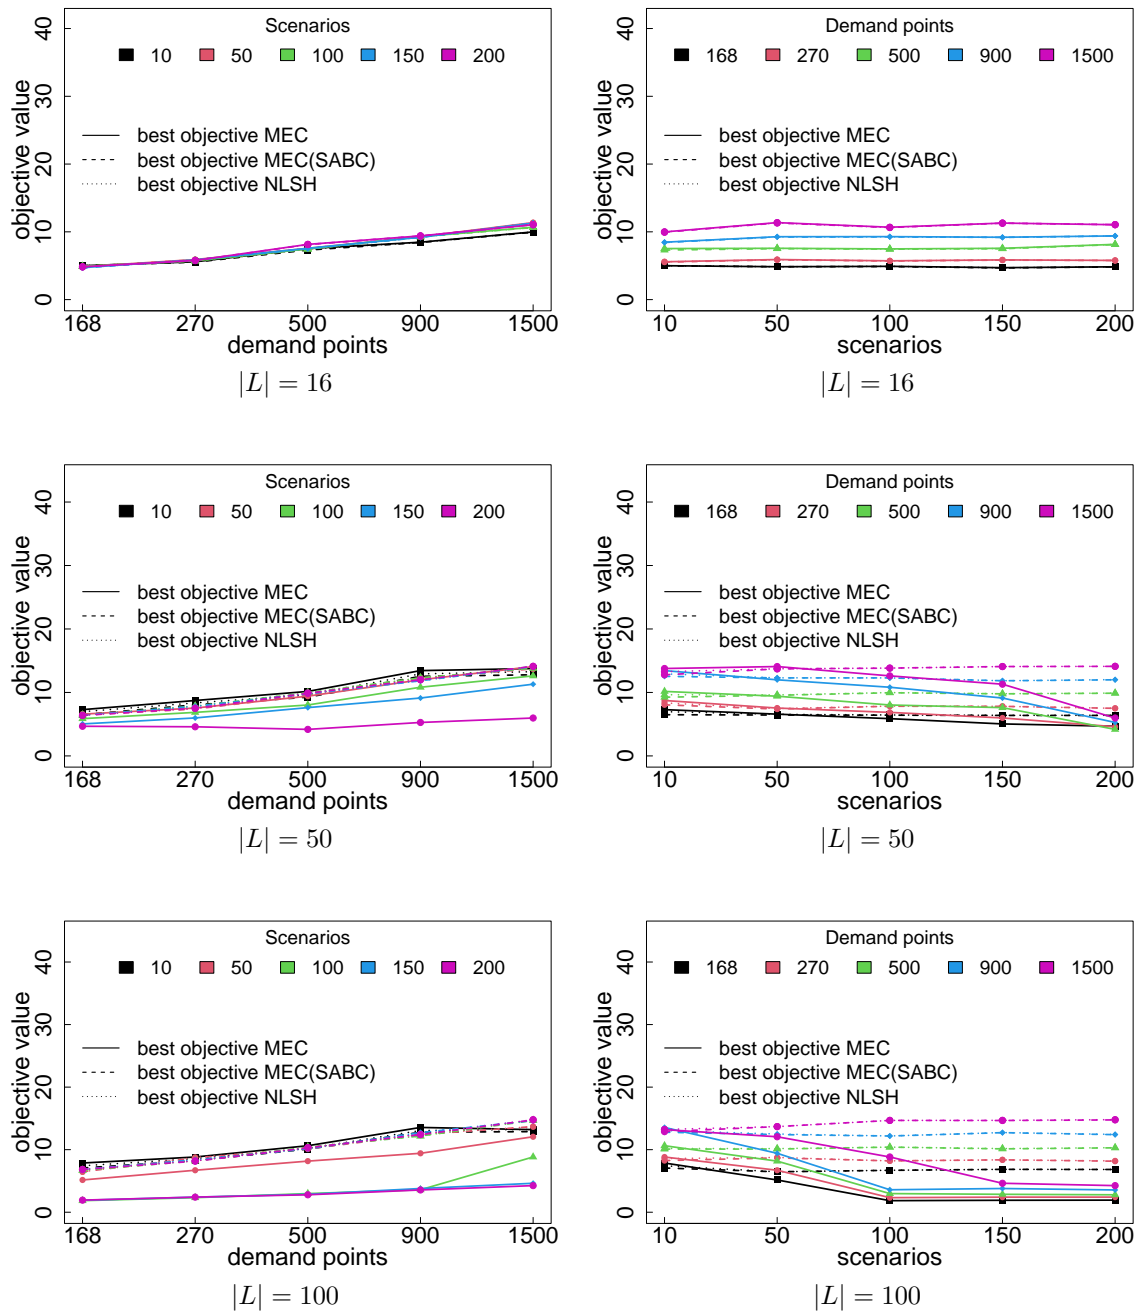 Scenarios
10 50 100 150 200
best objective MEC
best objective MEC(SABC)
best objective NLSH
objective value
0 10 20 30 40
168 270 500 900 1500
demand points
|L| = 16
Demand points
168 270 500 900 1500
best objective MEC
best objective MEC(SABC)
best objective NLSH
objective value
0 10 20 30 40
10 50 100 150 200
scenarios
|L| = 16
Scenarios
10 50 100 150 200
best objective MEC
best objective MEC(SABC)
best objective NLSH
objective value
0 10 20 30 40
168 270 500 900 1500
demand points
|L| = 50
Demand points
168 270 500 900 1500
best objective MEC
best objective MEC(SABC)
best objective NLSH
objective value
0 10 20 30 40
10 50 100 150 200
scenarios
|L| = 50
Scenarios
10 50 100 150 200
best objective MEC
best objective MEC(SABC)
best objective NLSH
objective value
0 10 20 30 40
168 270 500 900 1500
demand points
|L| = 100
Demand points
168 270 500 900 1500
best objective MEC
best objective MEC(SABC)
best objective NLSH
objective value
0 10 20 30 40
10 50 100 150 200
scenarios
|L| = 100